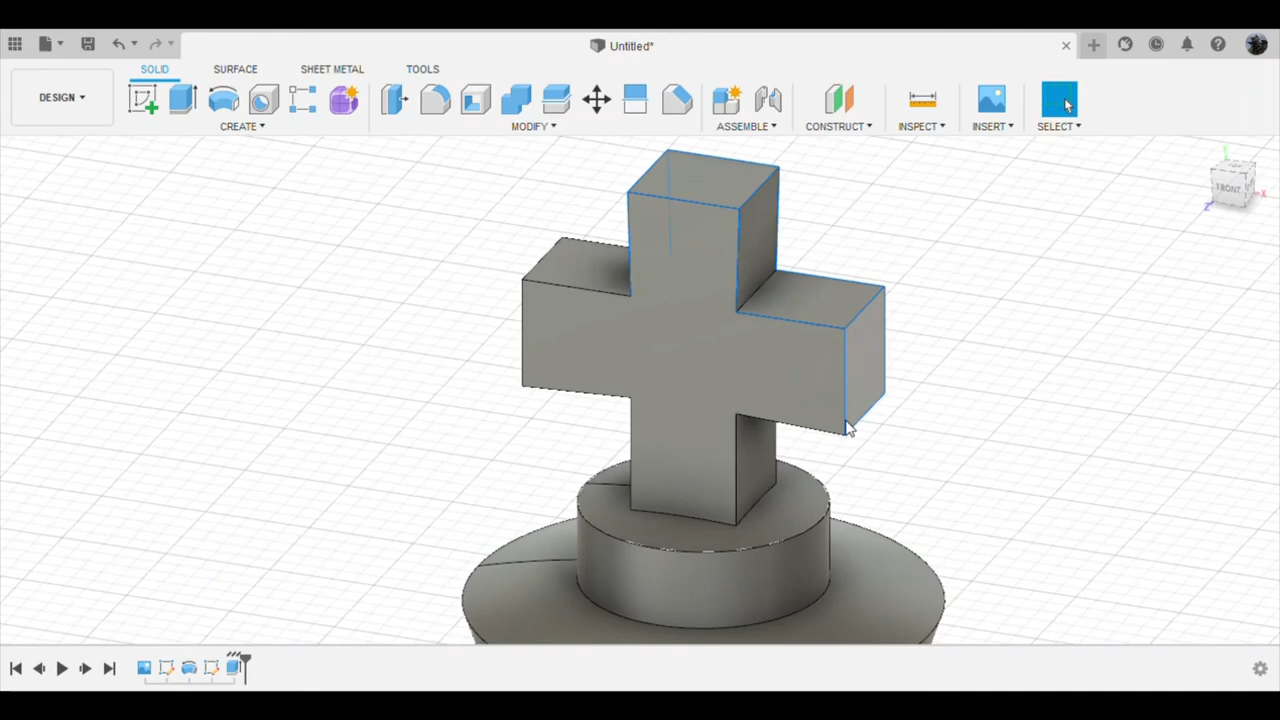 Untitled*
DESIGN
SOLID
SURFACE
SHEET METAL
TOOLS
CREATE
MODIFY
ASSEMBLE
CONSTRUCT
INSPECT
INSERT
SELECT
FRONT
X
Y
Z